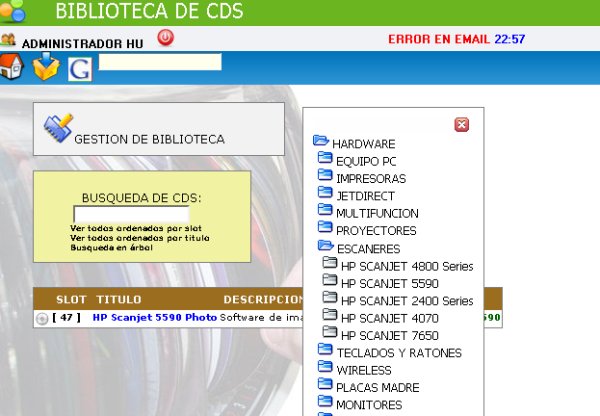 BIBLIOTECA DE CDS
ADMINISTRADOR HU
ERROR EN EMAIL 22:57
G
GESTION DE BIBLIOTECA
BUSQUEDA DE CDS:
Ver todos ordenados por slot
Ver todos ordenados por titulo
Busqueda en árbol
SLOT TITULO DESCRIPCION
[ 47 ] HP Scanjet 5590 Photo Software de ima 590
HARDWARE
EQUIPO PC
IMPRESORAS
JETDIRECT
MULTIFUNCION
PROYECTORES
ESCANERES
HP SCANJET 4800 Series
HP SCANJET 5590
HP SCANJET 2400 Series
HP SCANJET 4070
HP SCANJET 7650
TECLADOS Y RATONES
WIRELESS
PLACAS MADRE
MONITORES